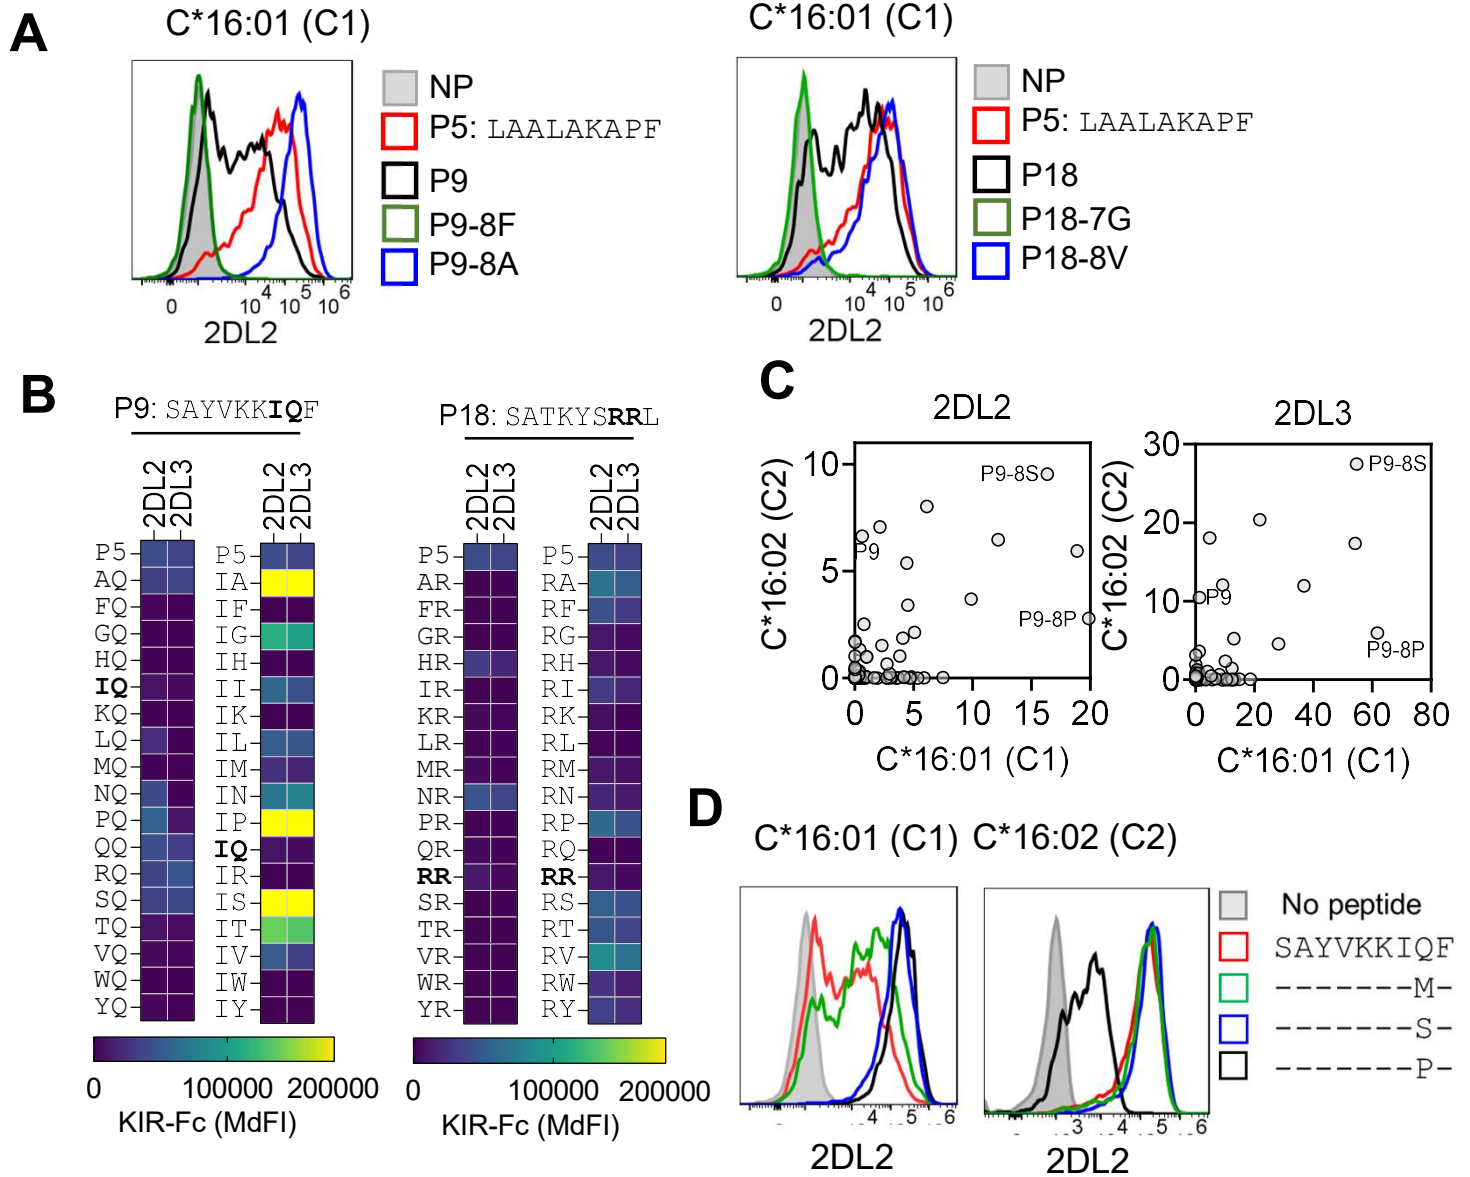 A
C*16:01 (C1)
NP
P5: LAALAKAPF
P9
P9-8F
P9-8A
0 10^4 10^5 10^6
2DL2
C*16:01 (C1)
NP
P5: LAALAKAPF
P18
P18-7G
P18-8V
0 10^4 10^5 10^6
2DL2
B
P9: SAYVKKIQF
2DL2 2DL3
P5
AQ
FQ
GQ
HQ
IQ
KQ
LQ
MQ
NQ
PQ
QQ
RQ
SQ
TQ
VQ
WQ
YQ
2DL2 2DL3
P5
IA
IF
IG
IH
II
IK
IL
IM
IN
IP
IQ
IR
IS
IT
IV
IW
IY
0 100000 200000
KIR-Fc (MdFI)
P18: SATKYSRRL
2DL2 2DL3
P5
AR
FR
GR
HR
IR
KR
LR
MR
NR
PR
QR
RR
SR
TR
VR
WR
YR
2DL2 2DL3
P5
RA
RF
RG
RH
RI
RK
RL
RM
RN
RP
RQ
RR
RS
RT
RV
RW
RY
0 100000 200000
KIR-Fc (MdFI)
C
2DL2
C*16:02 (C2)
10
5
0
P9-8S
P9
P9-8P
0 5 10 15 20
C*16:01 (C1)
2DL3
C*16:02 (C2)
30
20
10
0
P9-8S
P9
P9-8P
0 20 40 60 80
C*16:01 (C1)
D
C*16:01 (C1)
4 5 6
2DL2
C*16:02 (C2)
3 4 5 6
2DL2
No peptide
SAYVKKIQF
-------M-
-------S-
-------P-